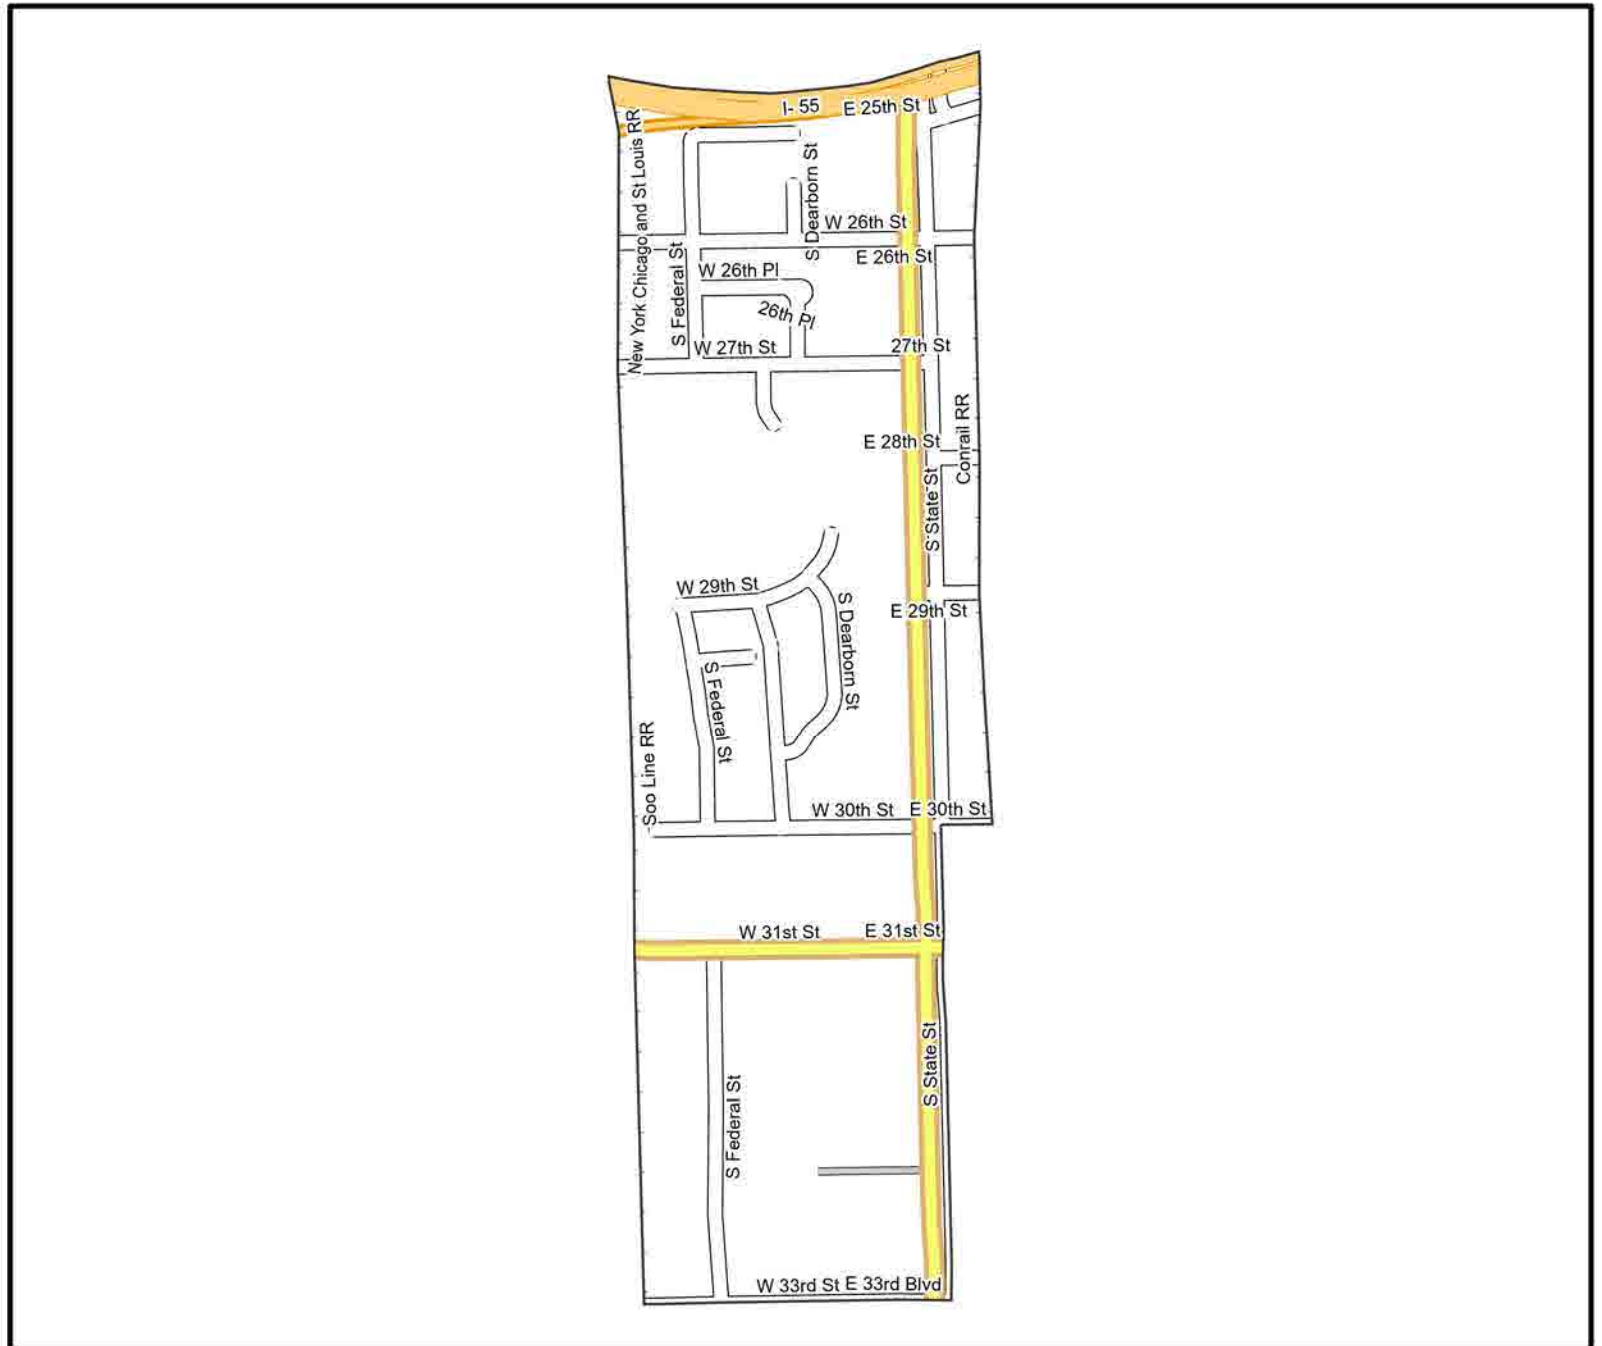 I- 55
E 25th St
New York Chicago and St Louis RR
S Dearborn St
W 26th St
S Federal St
E 26th St
W 26th Pl
26th Pl
W 27th St
27th St
E 28th St
Conrail RR
S State St
W 29th St
E 29th St
S Dearborn St
S Federal St
Soo Line RR
W 30th St
E 30th St
W 31st St
E 31st St
S State St
S Federal St
W 33rd St
E 33rd Blvd